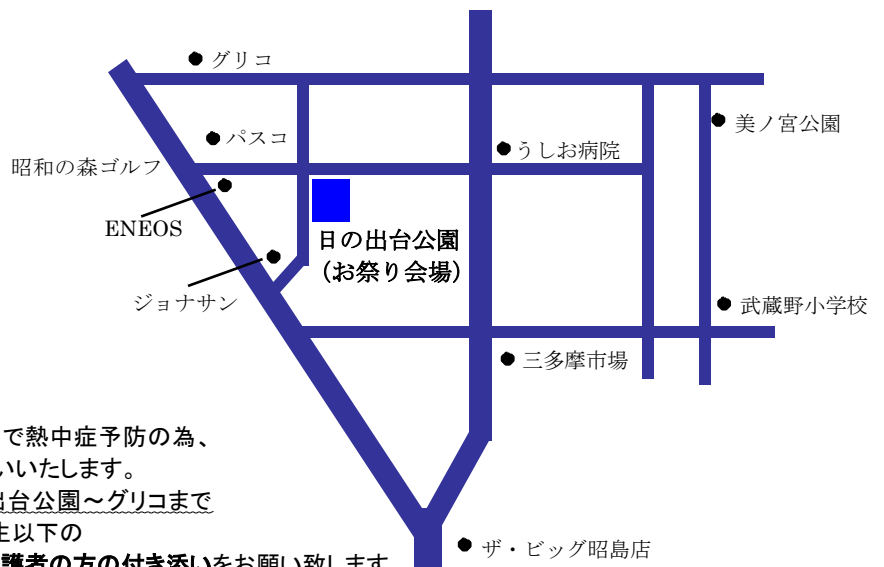 グリコ
パスコ
美ノ宮公園
うしお病院
昭和の森ゴルフ
ENEOS
日の出台公園
（お祭り会場）
ジョナサン
武蔵野小学校
三多摩市場
で熱中症予防の為、
いいたします。
出台公園～グリコまで
生以下の
護者の方の付き添いをお願い致します
ザ・ビッグ昭島店